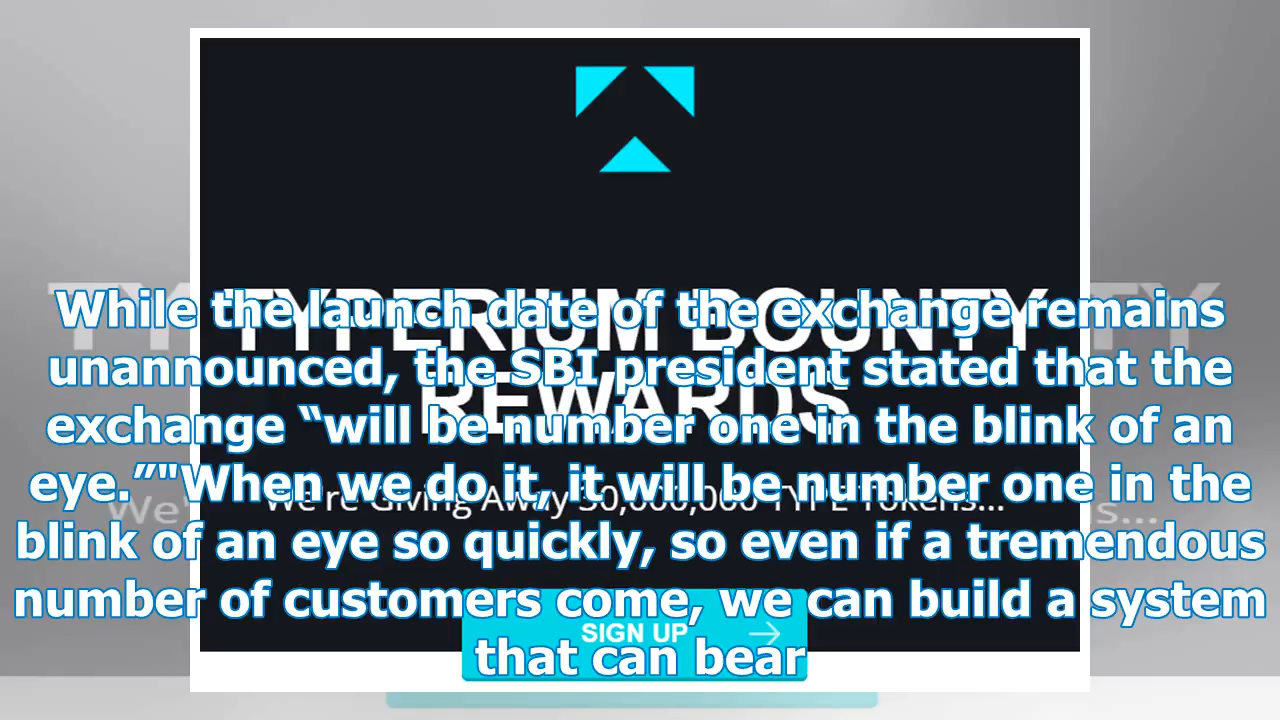 TYPERIUM BOUNTY
REWARDS
We're Giving Away 30,000,000 TYPE Tokens...
SIGN UP
While the launch date of the exchange remains
unannounced, the SBI president stated that the
exchange “will be number one in the blink of an
eye.”"When we do it, it will be number one in the
blink of an eye so quickly, so even if a tremendous
number of customers come, we can build a system
that can bear